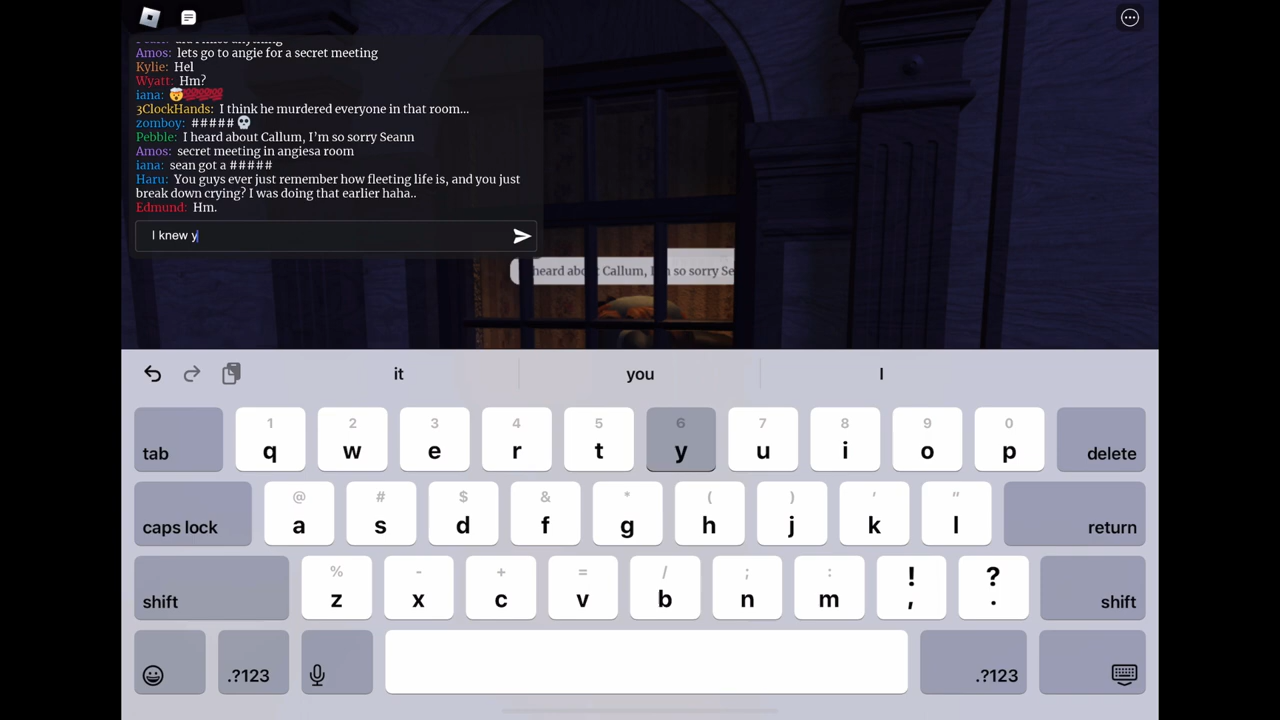 Amos: lets go to angie for a secret meeting
Kylie: Hel
Wyatt: Hm?
iana: 🤯💯💯💯
3ClockHands: I think he murdered everyone in that room...
zomboy: #####💀
Pebble: I heard about Callum, I'm so sorry Seann
Amos: secret meeting in angiesa room
iana: sean got a #####
Haru: You guys ever just remember how fleeting life is, and you just
break down crying? I was doing that earlier haha..
Edmund: Hm.
I knew y
heard about Callum, I'm so sorry Se
it you I
1 2 3 4 5 6 7 8 9 0
tab q w e r t y u i o p delete
@ # $ & * ( ) ' "
caps lock a s d f g h j k l return
% - + = / ; : ! ?
shift z x c v b n m , . shift
.?123 .?123